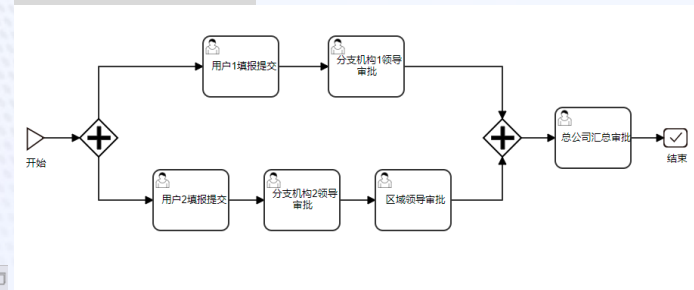 用户1填报提交
分支机构1领导
审批
开始
总公司汇总审批
结束
用户2填报提交
分支机构2领导
审批
区域领导审批